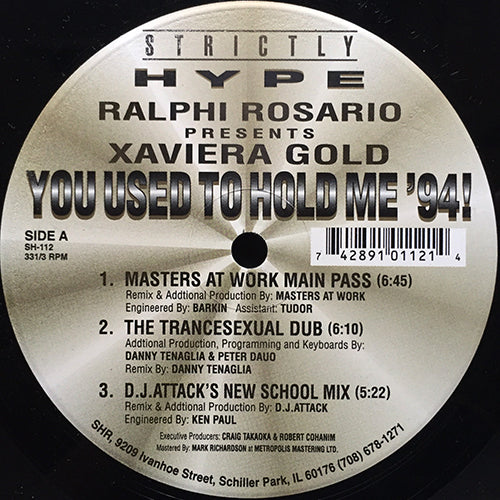 STRICTLY
HYPE
RALPHI ROSARIO
PRESENTS
XAVIERA GOLD
YOU USED TO HOLD ME '94!
SIDE A
SH-112
331/3 RPM
7 42891 01121 4
1. MASTERS AT WORK MAIN PASS (6:45)
Remix & Addtional Production By: MASTERS AT WORK
Engineered By: BARKIN Assistant: TUDOR
2. THE TRANCESEXUAL DUB (6:10)
Addtional Production, Programming and Keyboards By:
DANNY TENAGLIA & PETER DAUO
Remix By: DANNY TENAGLIA
3. D.J.ATTACK'S NEW SCHOOL MIX (5:22)
Remix & Addtional Production By: D.J.ATTACK
Engineered By: KEN PAUL
Executive Producers: CRAIG TAKAOKA & ROBERT COHANIM
Mastered By: MARK RICHARDSON at METROPOLIS MASTERING LTD.
SHR, 9209 Ivanhoe Street, Schiller Park, IL 60176 (708) 678-1271